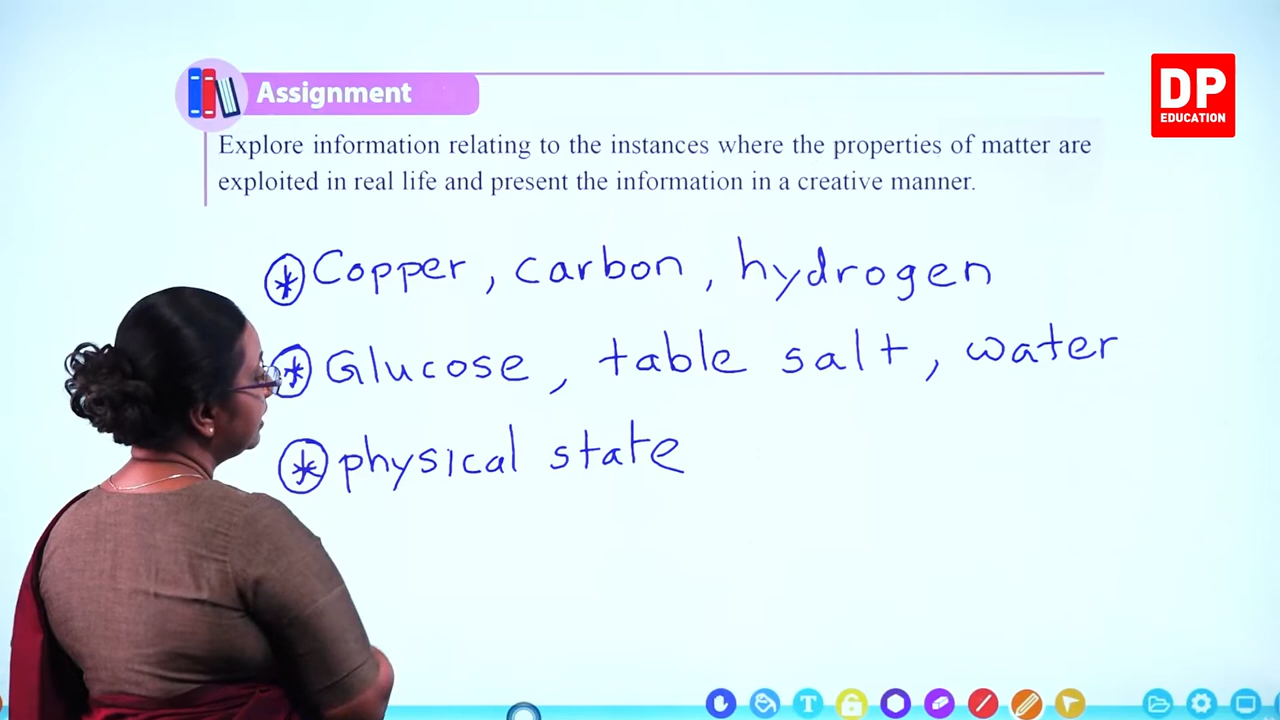 DP
EDUCATION
Assignment
Explore information relating to the instances where the properties of matter are
exploited in real life and present the information in a creative manner.
* Copper, carbon, hydrogen
* Glucose, table salt, water
* physical state